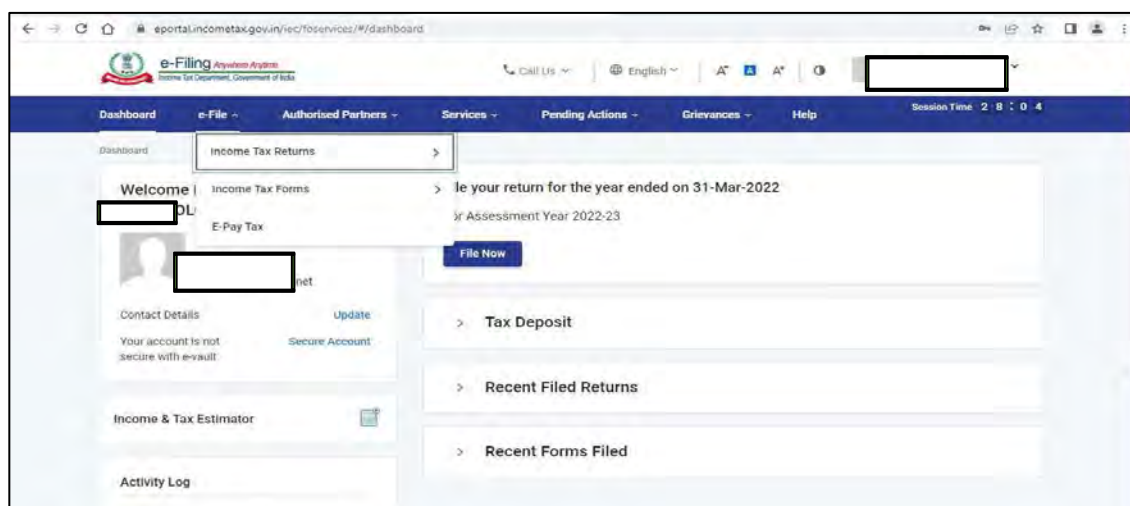 eportal.incometax.gov.in/iec/foservices/#/dashboard
e-Filing Anywhere Anytime
Income Tax Department, Government of India
Call Us English A- A A+
Dashboard e-File Authorised Partners Services Pending Actions Grievances Help Session Time 2 8 : 0 4
Dashboard
Income Tax Returns
Income Tax Forms
E-Pay Tax
Welcome
le your return for the year ended on 31-Mar-2022
or Assessment Year 2022-23
File Now
net
Contact Details Update
Your account is not Secure Account
secure with e-vault
Tax Deposit
Recent Filed Returns
Income & Tax Estimator
Recent Forms Filed
Activity Log